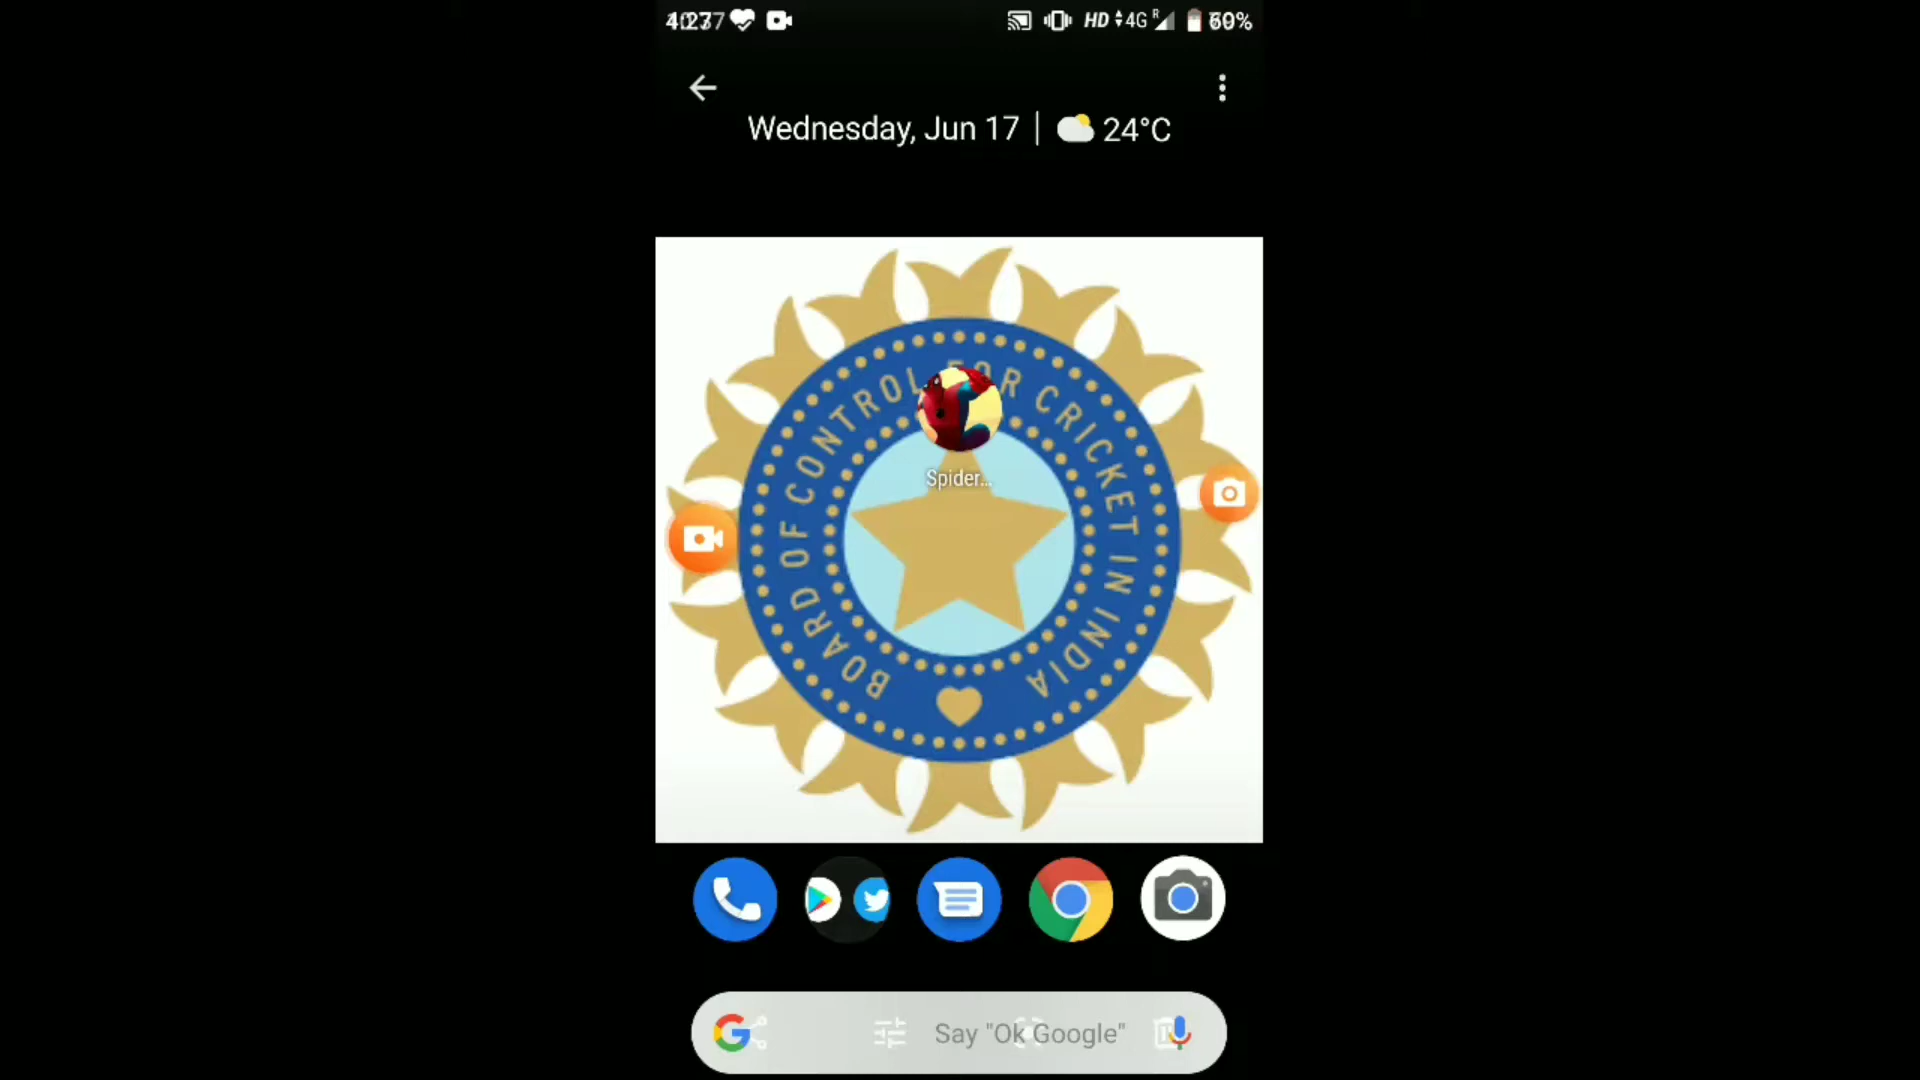 HD 4G R
Wednesday, Jun 17 | 24°C
BOARD OF CONTROL FOR CRICKET IN INDIA
Spider...
Say "Ok Google"